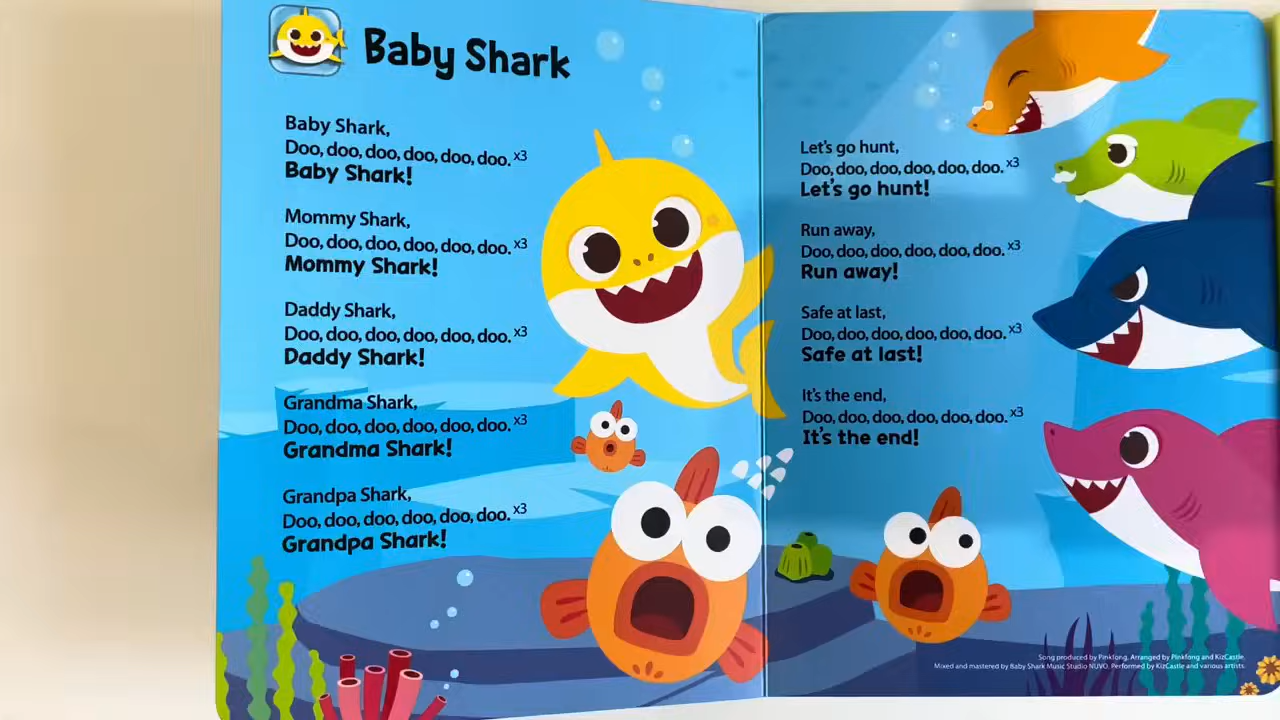 Baby Shark
Baby Shark,
Doo, doo, doo, doo, doo, doo. x3
Baby Shark!
Mommy Shark,
Doo, doo, doo, doo, doo, doo. x3
Mommy Shark!
Daddy Shark,
Doo, doo, doo, doo, doo, doo. x3
Daddy Shark!
Grandma Shark,
Doo, doo, doo, doo, doo, doo. x3
Grandma Shark!
Grandpa Shark,
Doo, doo, doo, doo, doo, doo. x3
Grandpa Shark!
Let's go hunt,
Doo, doo, doo, doo, doo, doo. x3
Let's go hunt!
Run away,
Doo, doo, doo, doo, doo, doo. x3
Run away!
Safe at last,
Doo, doo, doo, doo, doo, doo. x3
Safe at last!
It's the end,
Doo, doo, doo, doo, doo, doo. x3
It's the end!
Song produced by Pinkfong, Arranged by Pinkfong and KizCastle,
Mixed and mastered by Baby Shark Music Studio NUVO, Performed by KizCastle and various artists.